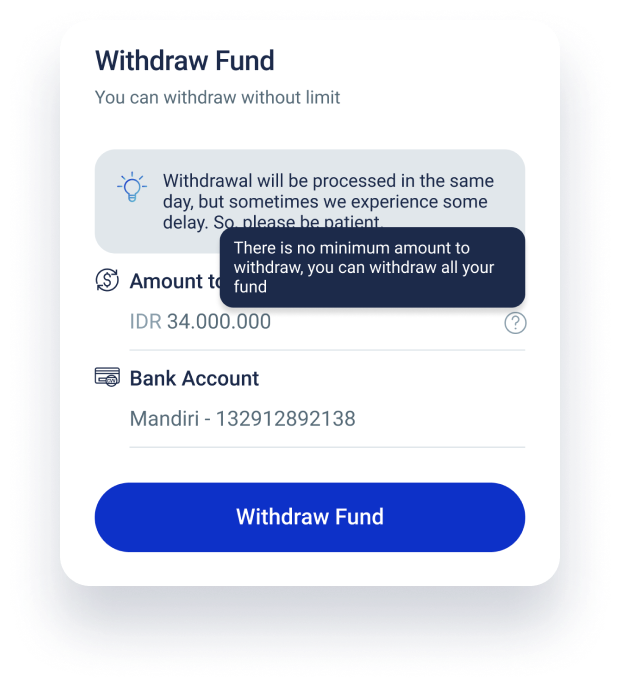 Withdraw Fund
You can withdraw without limit
Withdrawal will be processed in the same
day, but sometimes we experience some
delay. So, please be patient.
There is no minimum amount to
withdraw, you can withdraw all your
fund
Amount
IDR 34.000.000
?
Bank Account
Mandiri - 132912892138
Withdraw Fund